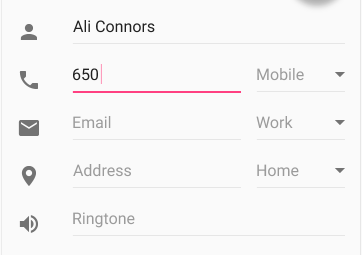 Ali Connors
650 Mobile
Email Work
Address Home
Ringtone